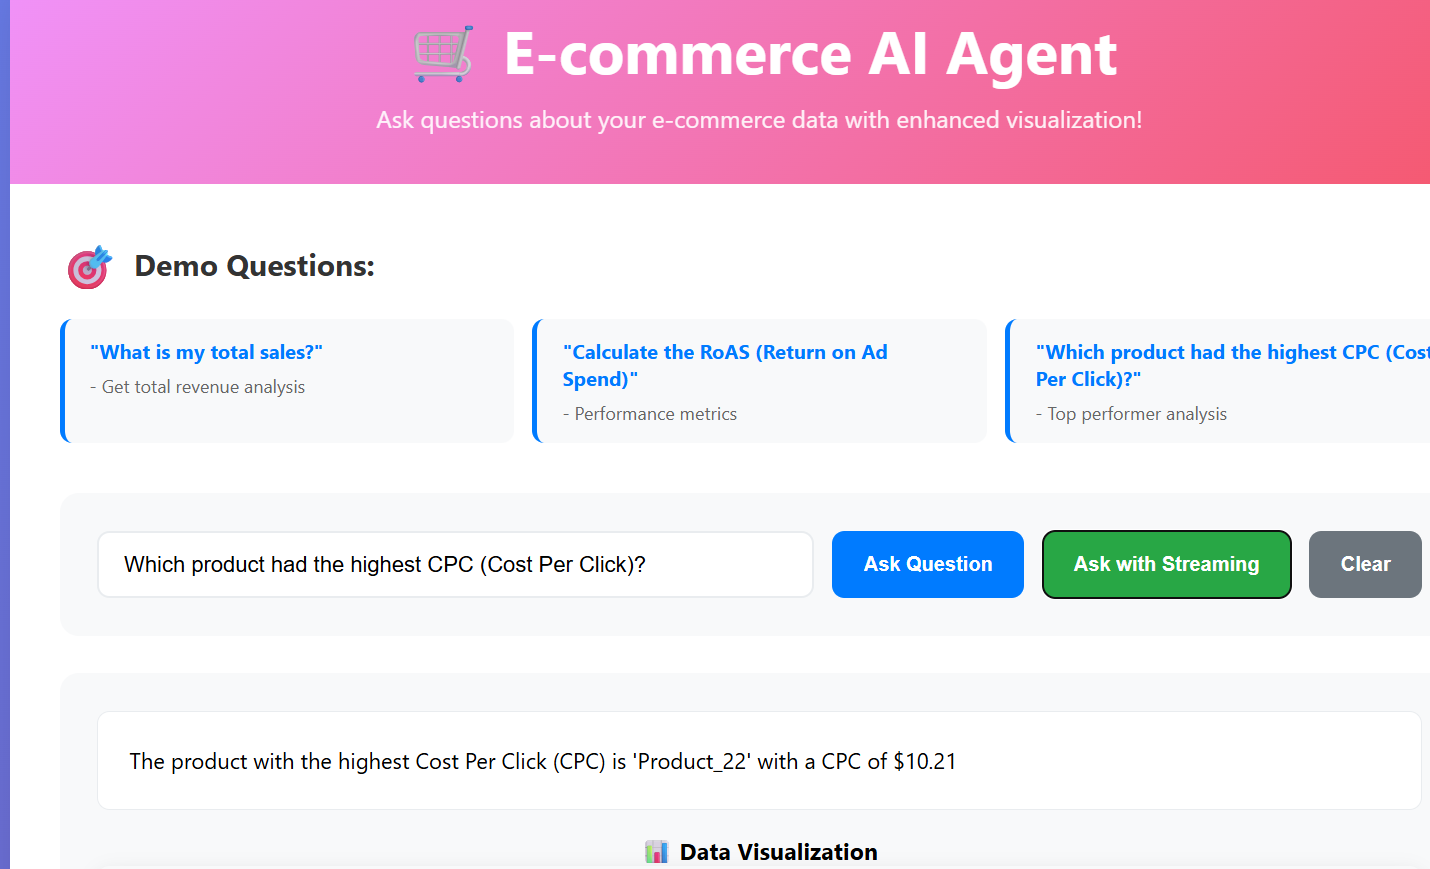 E-commerce AI Agent
Ask questions about your e-commerce data with enhanced visualization!
Demo Questions:
"What is my total sales?"
- Get total revenue analysis
"Calculate the RoAS (Return on Ad
Spend)"
- Performance metrics
"Which product had the highest CPC (Cost
Per Click)?"
- Top performer analysis
Which product had the highest CPC (Cost Per Click)?
Ask Question
Ask with Streaming
Clear
The product with the highest Cost Per Click (CPC) is 'Product_22' with a CPC of $10.21
Data Visualization